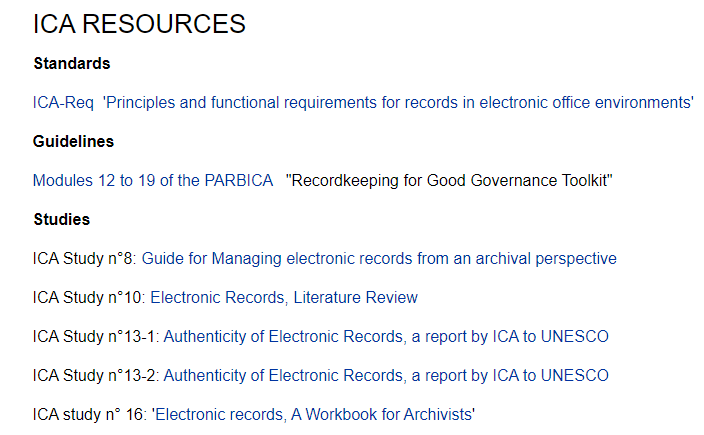 ICA RESOURCES
Standards
ICA-Req  'Principles and functional requirements for records in electronic office environments'
Guidelines
Modules 12 to 19 of the PARBICA   "Recordkeeping for Good Governance Toolkit"
Studies
ICA Study n°8: Guide for Managing electronic records from an archival perspective
ICA Study n°10: Electronic Records, Literature Review
ICA Study n°13-1: Authenticity of Electronic Records, a report by ICA to UNESCO
ICA Study n°13-2: Authenticity of Electronic Records, a report by ICA to UNESCO
ICA study n° 16: 'Electronic records, A Workbook for Archivists'